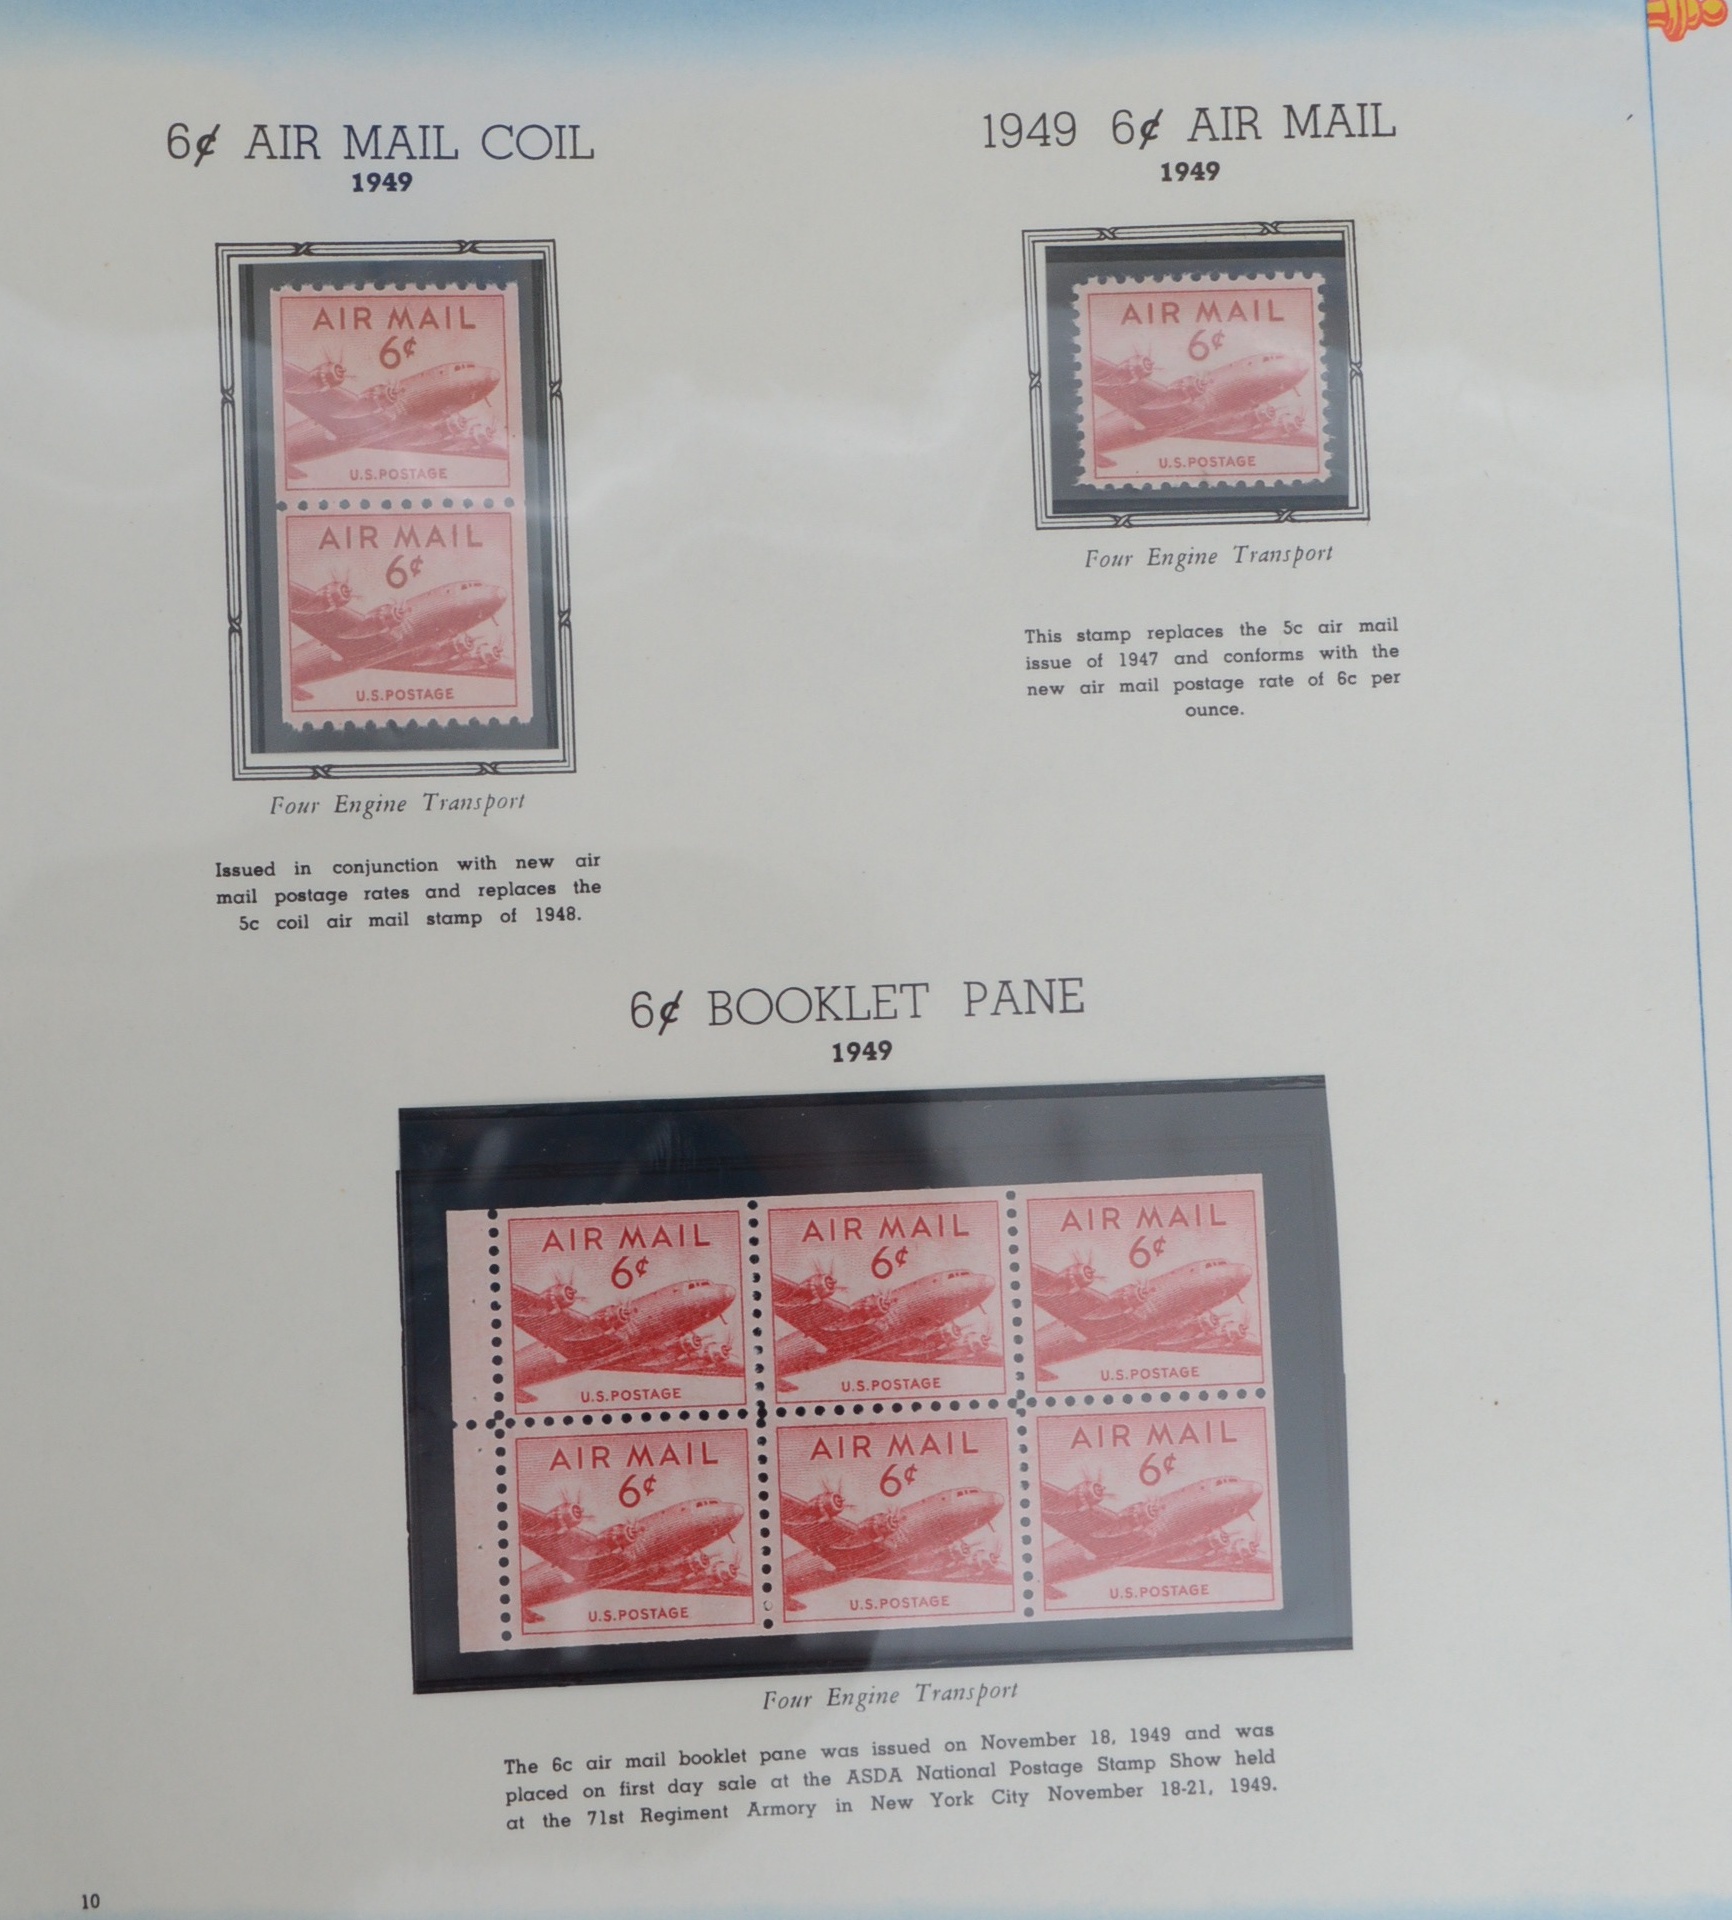 6¢ AIR MAIL COIL
1949
AIR MAIL
6¢
U.S.POSTAGE
AIR MAIL
6¢
U.S.POSTAGE
Four Engine Transport
Issued in conjunction with new air
mail postage rates and replaces the
5c coil air mail stamp of 1948.
1949 6¢ AIR MAIL
1949
AIR MAIL
6¢
U.S.POSTAGE
Four Engine Transport
This stamp replaces the 5c air mail
issue of 1947 and conforms with the
new air mail postage rate of 6c per
ounce.
6¢ BOOKLET PANE
1949
AIR MAIL
6¢
U.S.POSTAGE
AIR MAIL
6¢
U.S.POSTAGE
AIR MAIL
6¢
U.S.POSTAGE
AIR MAIL
6¢
U.S.POSTAGE
AIR MAIL
6¢
U.S.POSTAGE
AIR MAIL
6¢
U.S.POSTAGE
Four Engine Transport
The 6c air mail booklet pane was issued on November 18, 1949 and was
placed on first day sale at the ASDA National Postage Stamp Show held
at the 71st Regiment Armory in New York City November 18-21, 1949.
10